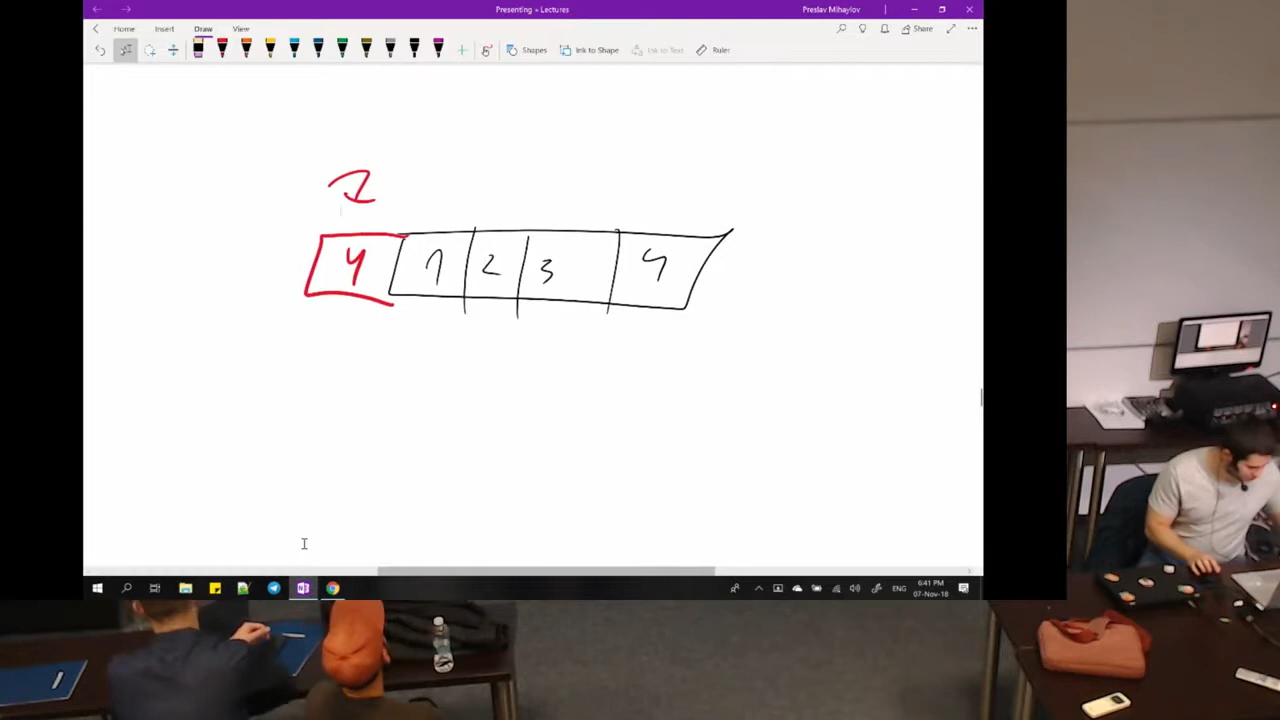 Presenting » Lectures
Preslav Mihaylov
Home Insert Draw View
Share
Shapes
Ink to Shape
Ink to Text
Ruler
4 1 2 3 4
ENG
6:41 PM
07-Nov-18